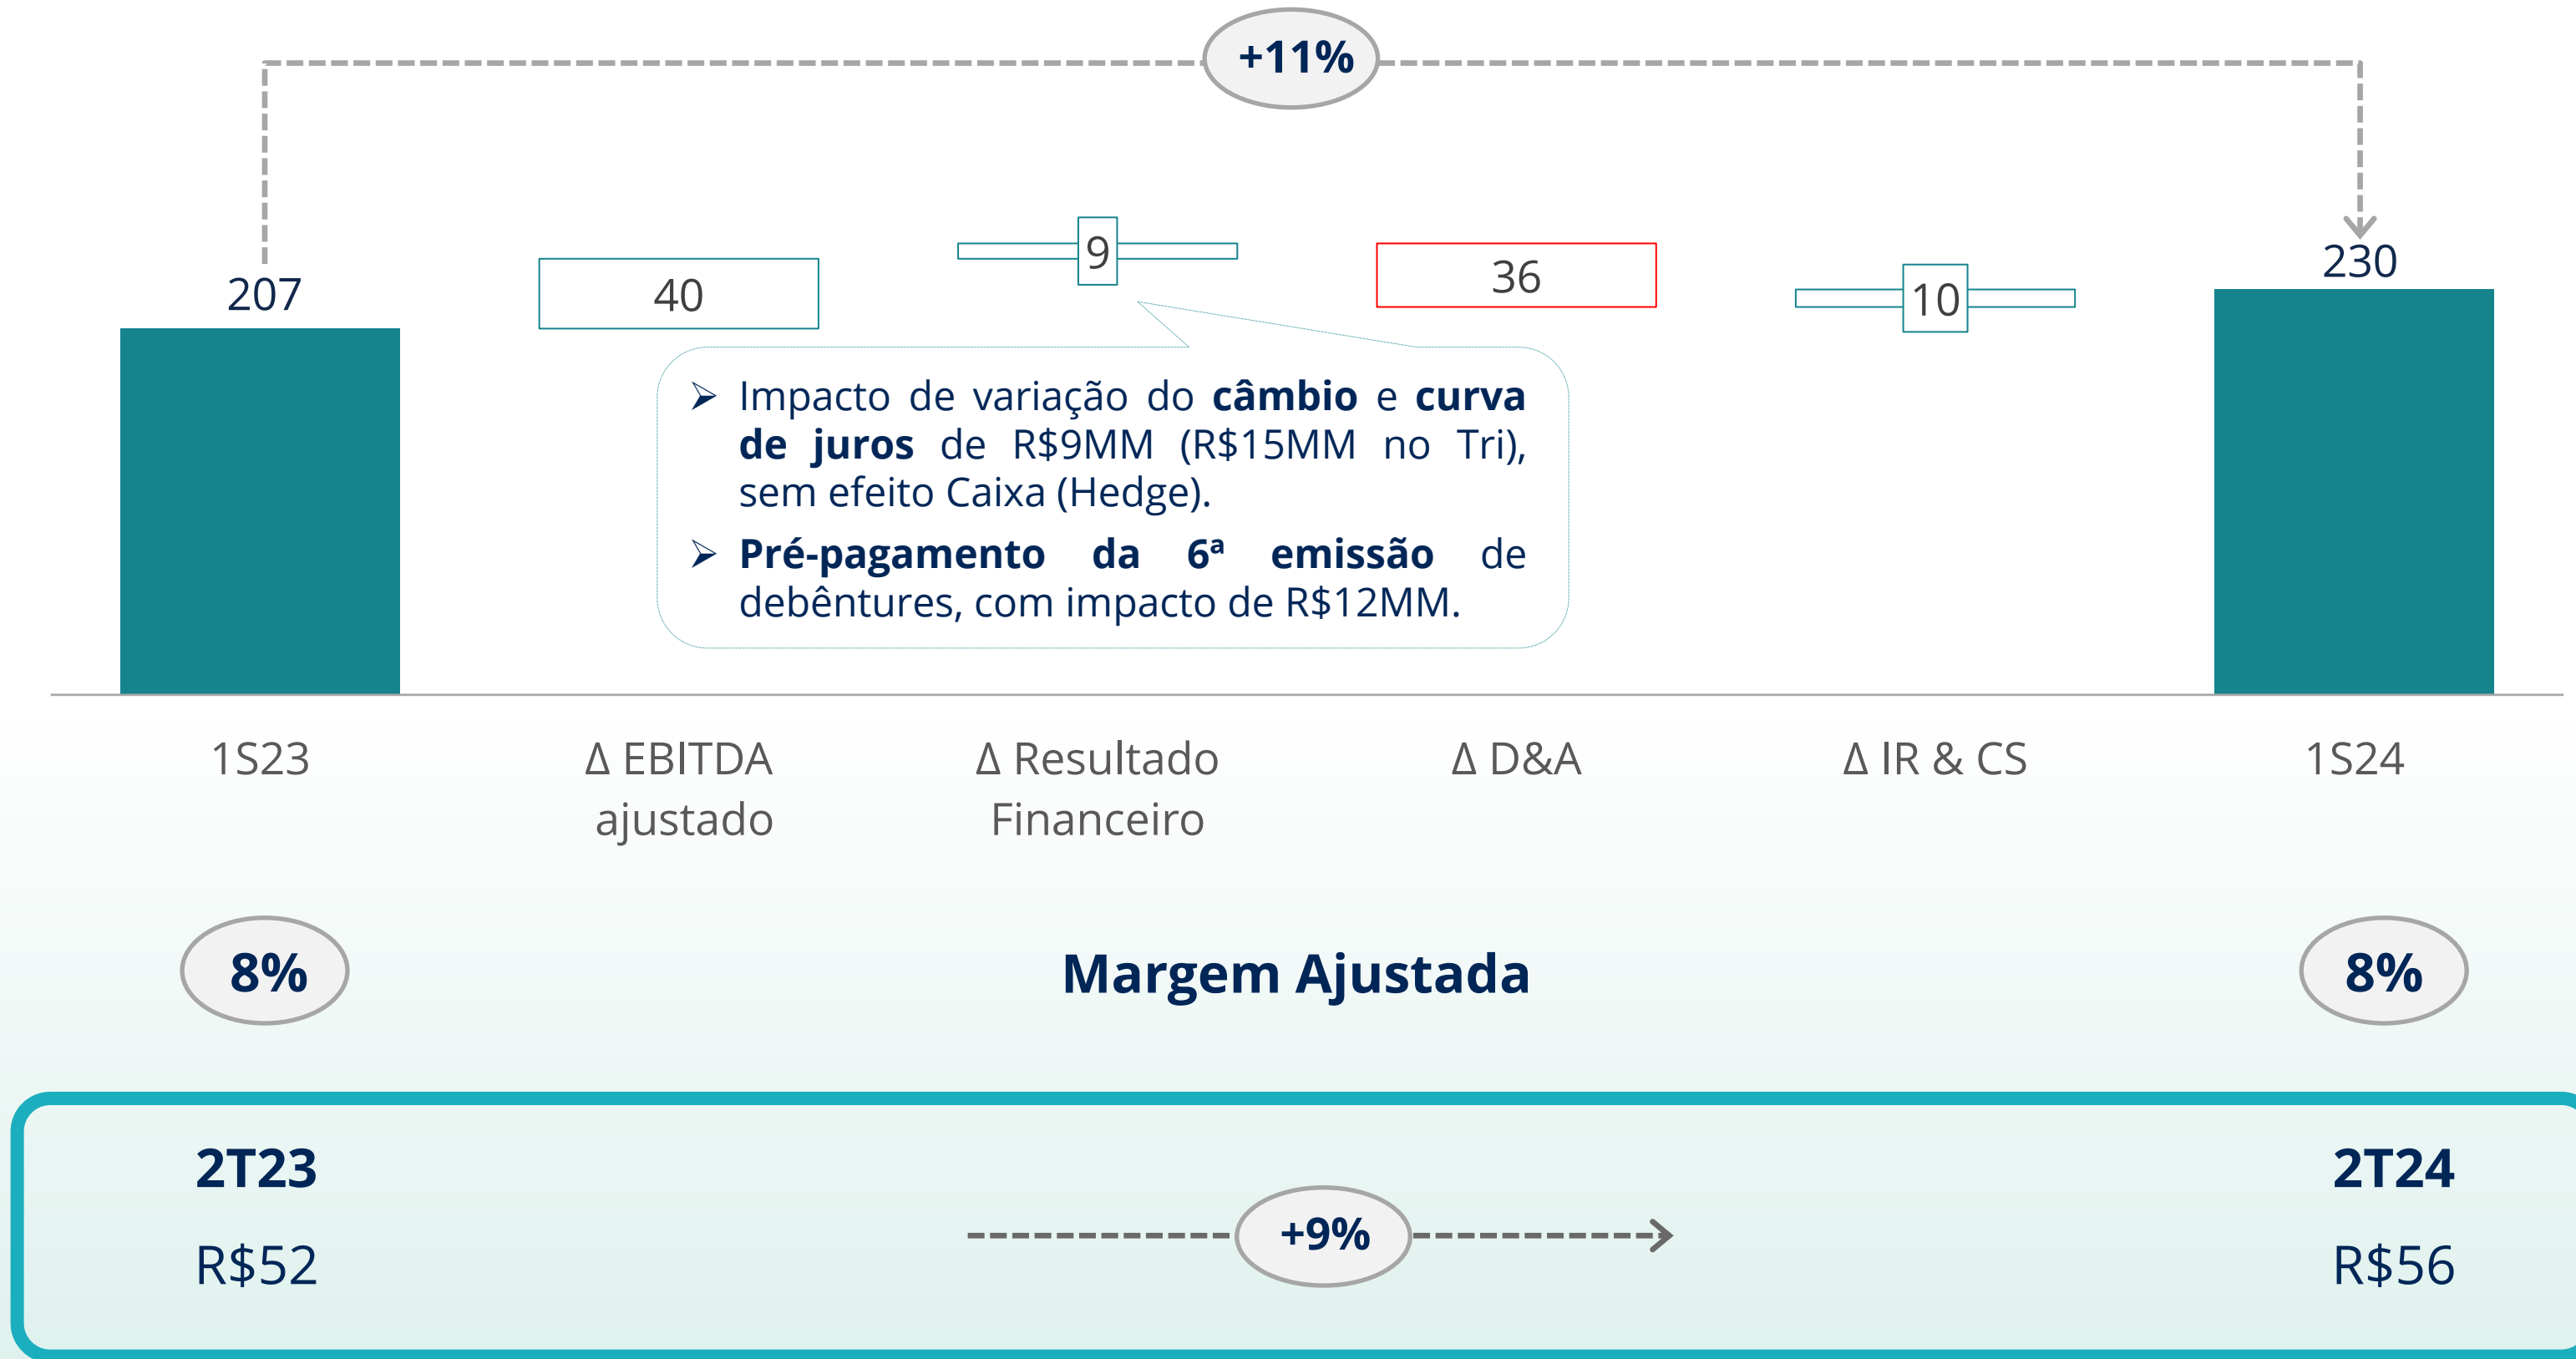 +11%
207
40
9
36
10
230
➢ Impacto de variação do câmbio e curva
de juros de R$9MM (R$15MM no Tri),
sem efeito Caixa (Hedge).
➢ Pré-pagamento da 6ª emissão de
debêntures, com impacto de R$12MM.
1S23
Δ EBITDA
ajustado
Δ Resultado
Financeiro
Δ D&A
Δ IR & CS
1S24
8%
Margem Ajustada
8%
2T23
2T24
+9%
R$52
R$56